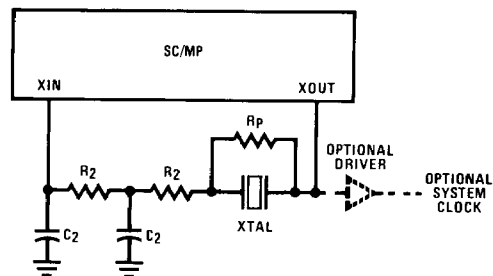 SC/MP
XIN
XOUT
RP
R2
R2
OPTIONAL
DRIVER
OPTIONAL
SYSTEM
CLOCK
XTAL
C2
C2